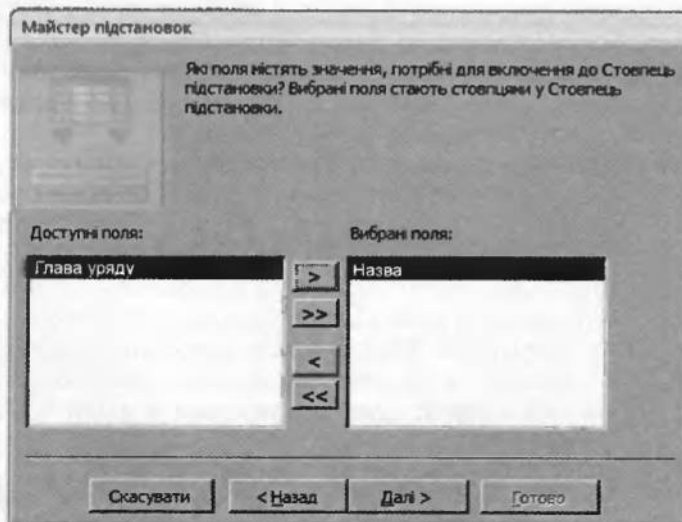 Майстер підстановок
Які поля містять значення, потрібні для включення до Стовпець
підстановки? Вибрані поля стають стовпцями у Стовпець
підстановки.
Доступні поля:
Вибрані поля:
Глава уряду
Назва
>
>>
<
<<
Скасувати
< Назад
Далі >
Готово